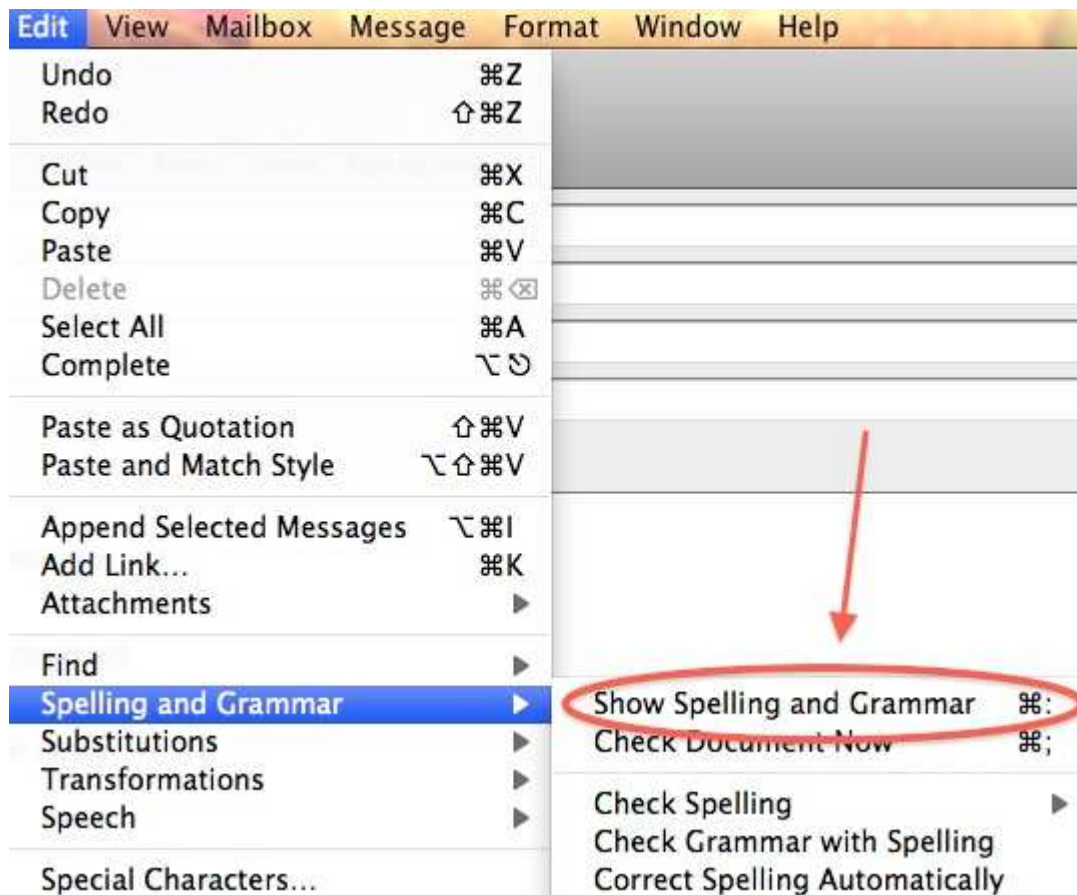 Edit View Mailbox Message Format Window Help
Undo ⌘Z
Redo ⇧⌘Z
Cut ⌘X
Copy ⌘C
Paste ⌘V
Delete ⌘⌫
Select All ⌘A
Complete ⌥⎋
Paste as Quotation ⇧⌘V
Paste and Match Style ⌥⇧⌘V
Append Selected Messages ⌥⌘I
Add Link... ⌘K
Attachments ▶
Find ▶
Spelling and Grammar ▶
Substitutions ▶
Transformations ▶
Speech ▶
Special Characters...
Show Spelling and Grammar ⌘:
Check Document Now ⌘;
Check Spelling ▶
Check Grammar with Spelling
Correct Spelling Automatically